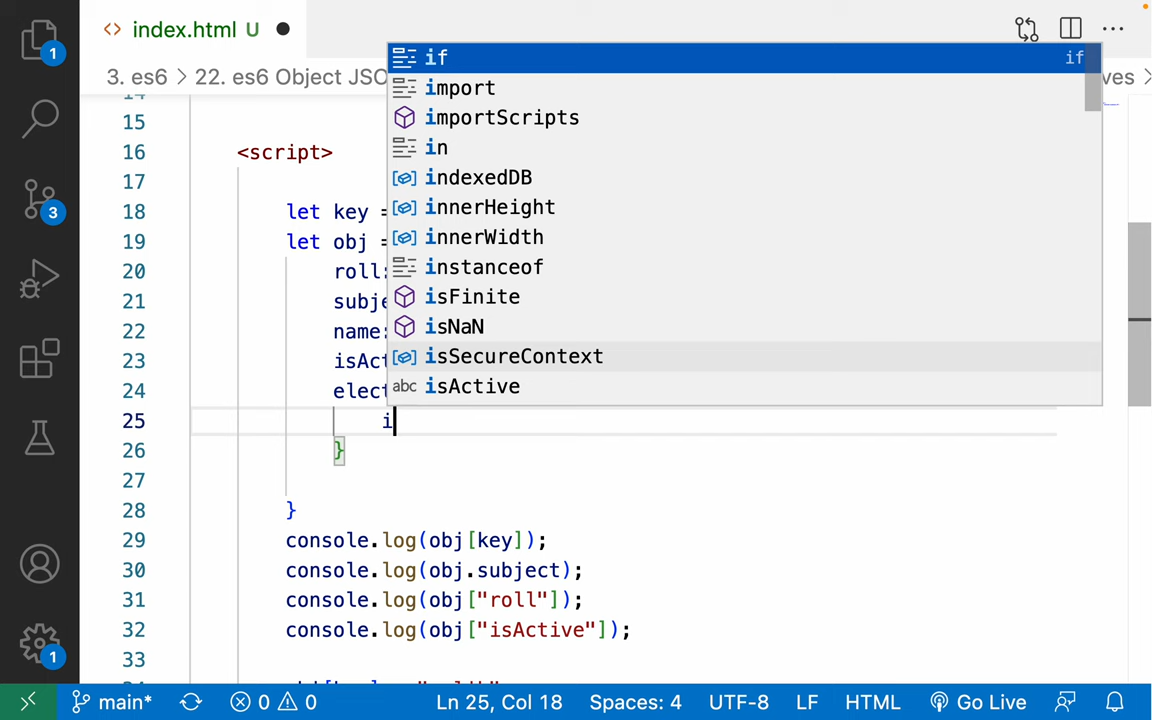 index.html U
3. es6 > 22. es6 Object JSO
ves >
if if
import
importScripts
in
indexedDB
innerHeight
innerWidth
instanceof
isFinite
isNaN
isSecureContext
abc isActive
1
3
1
15
16 <script>
17
18 let key =
19 let obj =
20 roll:
21 subje
22 name:
23 isAct
24 elect
25 i
26 }
27
28 }
29 console.log(obj[key]);
30 console.log(obj.subject);
31 console.log(obj["roll"]);
32 console.log(obj["isActive"]);
33
main* 0 0 Ln 25, Col 18 Spaces: 4 UTF-8 LF HTML Go Live